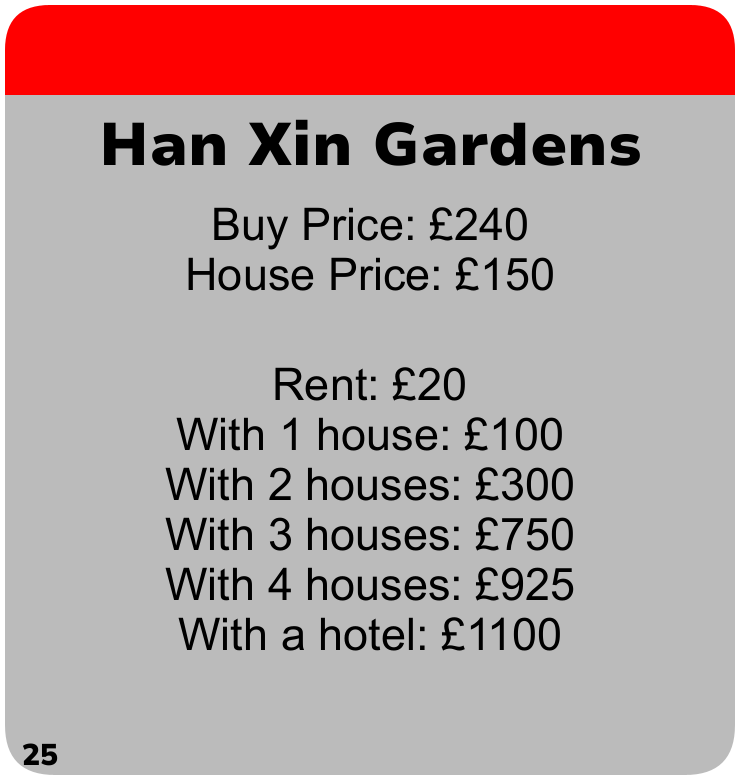 Han Xin Gardens
Buy Price: £240
House Price: £150
Rent: £20
With 1 house: £100
With 2 houses: £300
With 3 houses: £750
With 4 houses: £925
With a hotel: £1100
25